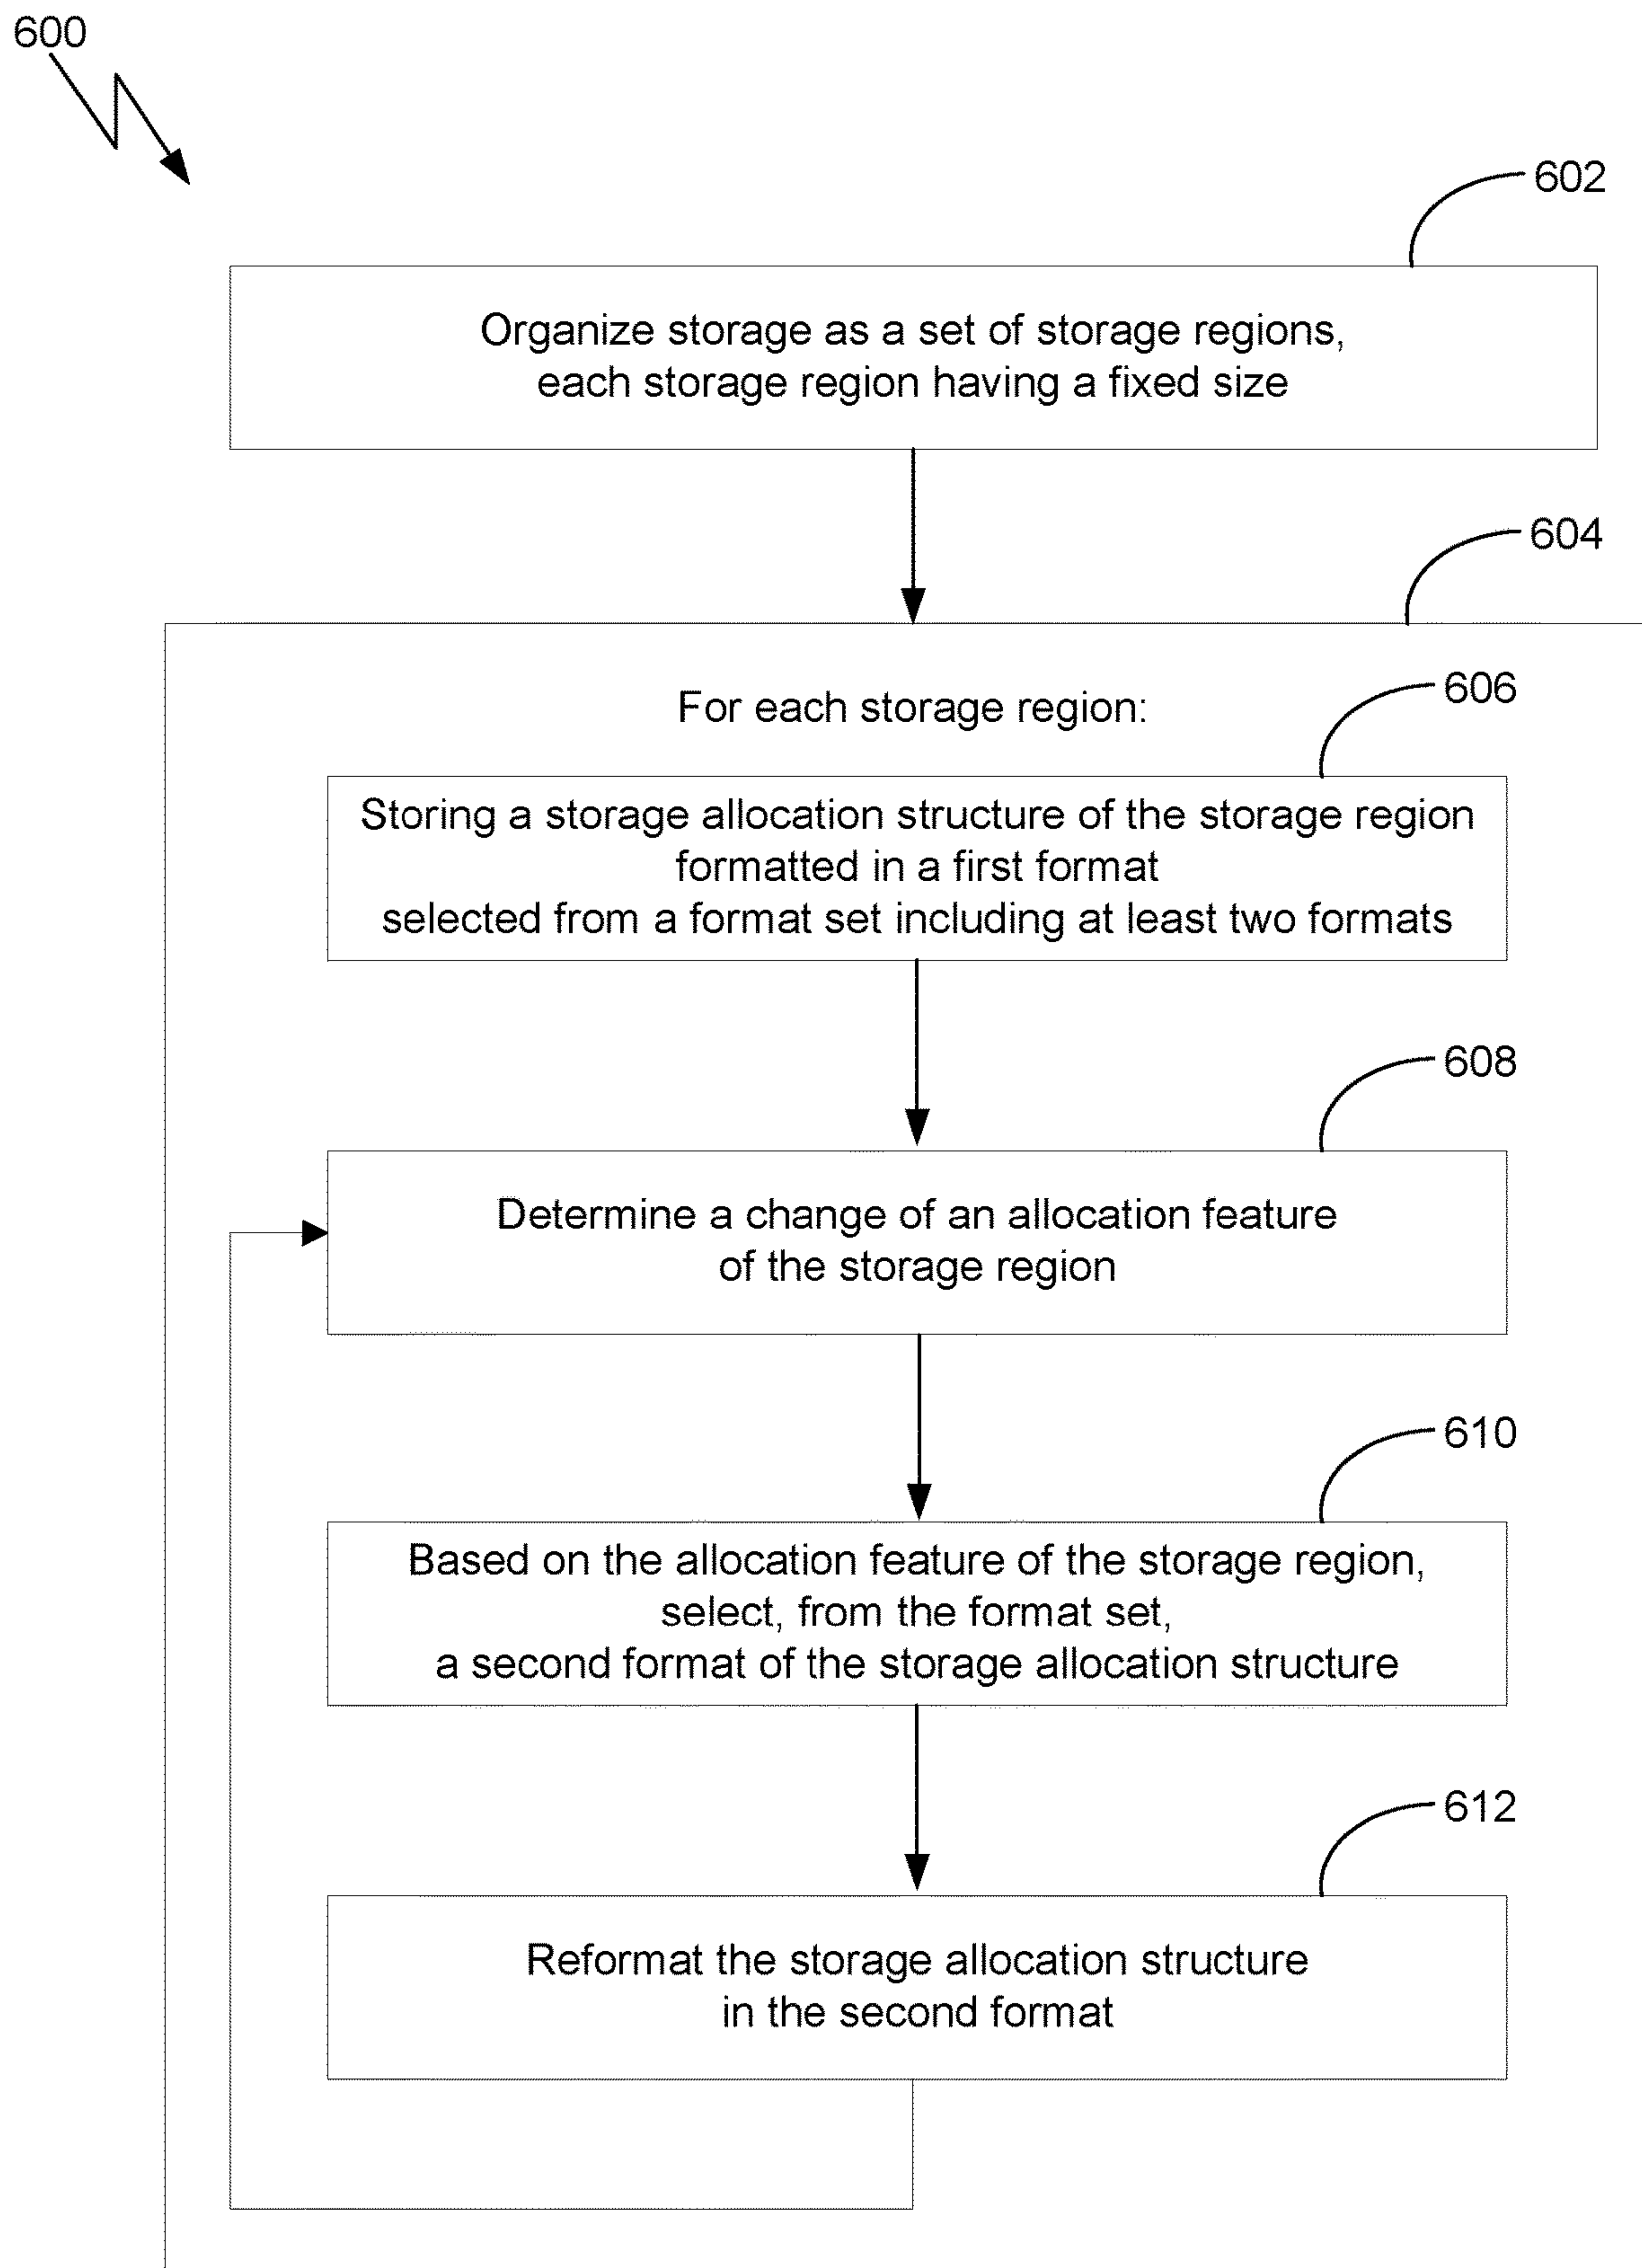 600
602
Organize storage as a set of storage regions,
each storage region having a fixed size
604
For each storage region:
606
Storing a storage allocation structure of the storage region
formatted in a first format
selected from a format set including at least two formats
608
Determine a change of an allocation feature
of the storage region
610
Based on the allocation feature of the storage region,
select, from the format set,
a second format of the storage allocation structure
612
Reformat the storage allocation structure
in the second format